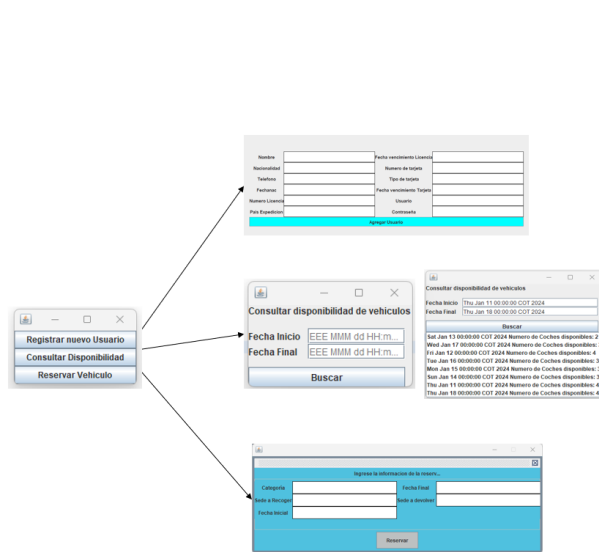 Nombre Fecha vencimiento Licencia
Nacionalidad Numero de tarjeta
Telefono Tipo de tarjeta
Fechanac Fecha vencimiento Tarjeta
Numero Licencia Usuario
Pais Expedicion Contraseña
Agregar Usuario
Registrar nuevo Usuario
Consultar Disponibilidad
Reservar Vehiculo
Consultar disponibilidad de vehiculos
Fecha Inicio EEE MMM dd HH:m...
Fecha Final EEE MMM dd HH:m...
Buscar
Consultar disponibilidad de vehiculos
Fecha Inicio Thu Jan 11 00:00:00 COT 2024
Fecha Final Thu Jan 18 00:00:00 COT 2024
Buscar
Sat Jan 13 00:00:00 COT 2024 Numero de Coches disponibles: 2
Wed Jan 17 00:00:00 COT 2024 Numero de Coches disponibles:
Fri Jan 12 00:00:00 COT 2024 Numero de Coches disponibles: 4
Tue Jan 16 00:00:00 COT 2024 Numero de Coches disponibles: 3
Mon Jan 15 00:00:00 COT 2024 Numero de Coches disponibles:
Sun Jan 14 00:00:00 COT 2024 Numero de Coches disponibles: 3
Thu Jan 11 00:00:00 COT 2024 Numero de Coches disponibles: 4
Thu Jan 18 00:00:00 COT 2024 Numero de Coches disponibles: 4
Ingrese la informacion de la reserv...
Categoria Fecha Final
Sede a Recoger Sede a devolver
Fecha Inicial
Reservar